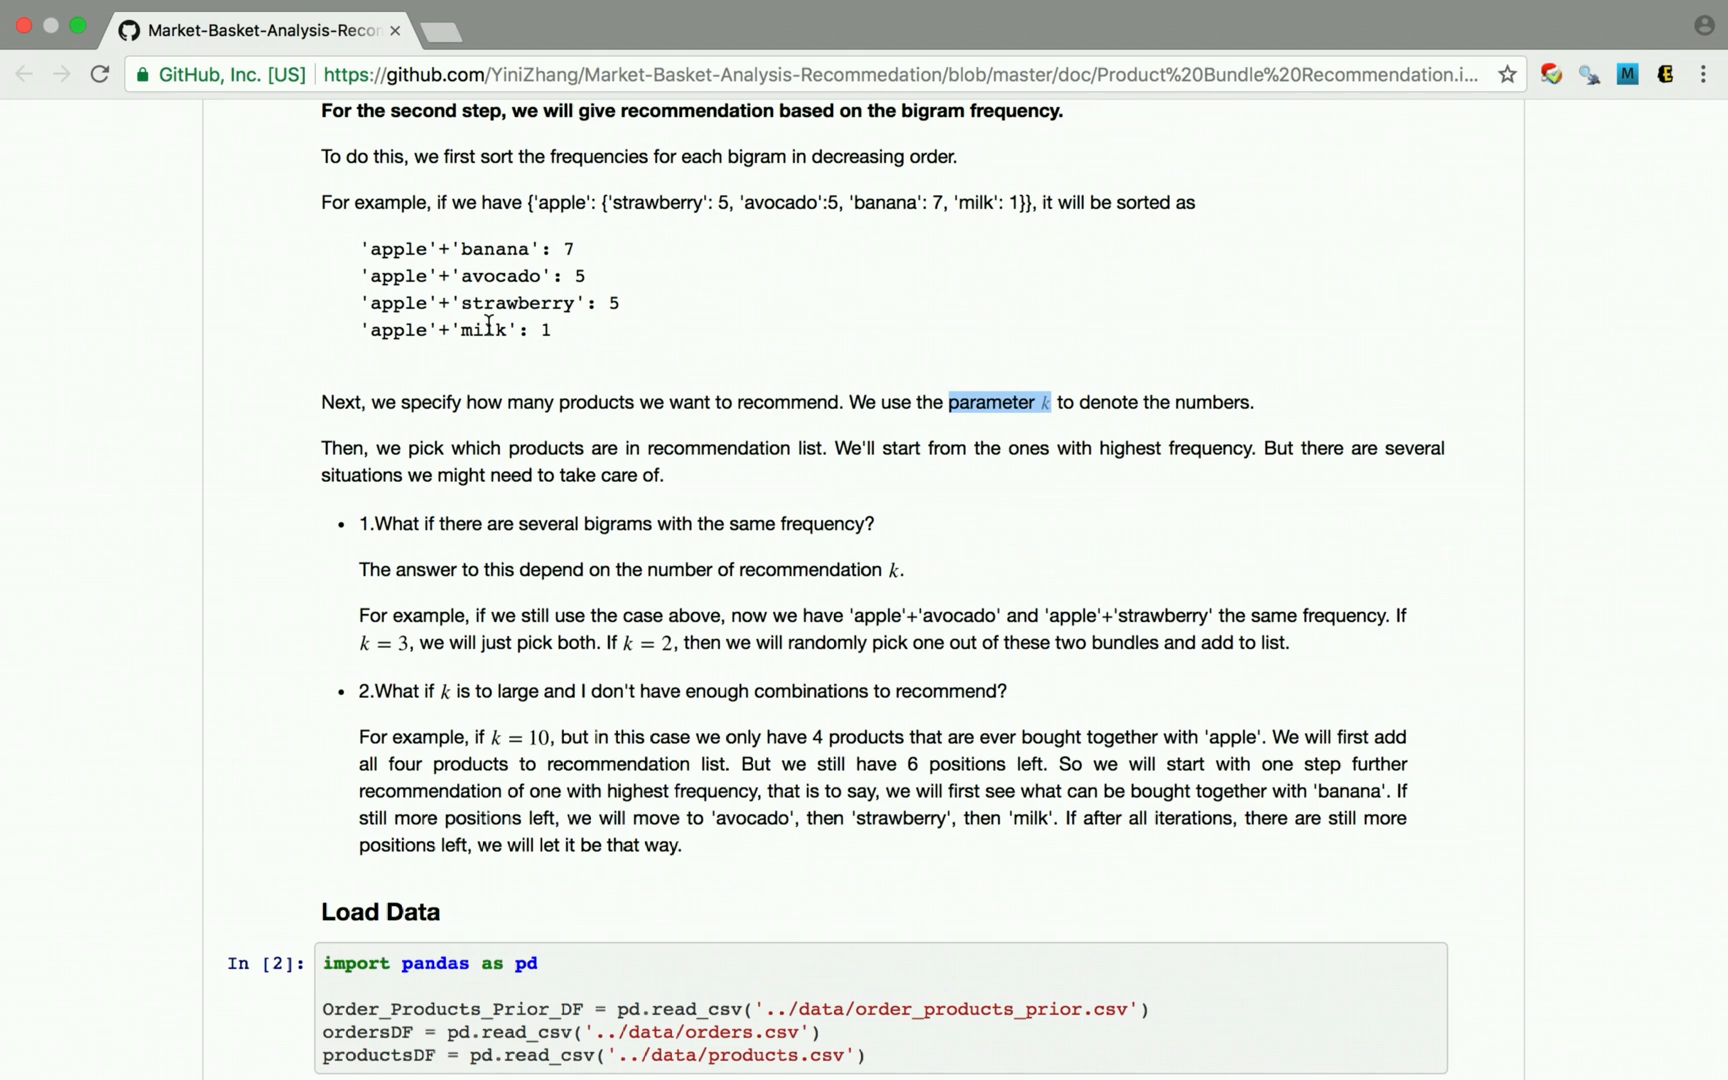 Market-Basket-Analysis-Recor
GitHub, Inc. [US] https://github.com/YiniZhang/Market-Basket-Analysis-Recommedation/blob/master/doc/Product%20Bundle%20Recommendation.i...
M
For the second step, we will give recommendation based on the bigram frequency.
To do this, we first sort the frequencies for each bigram in decreasing order.
For example, if we have {'apple': {'strawberry': 5, 'avocado':5, 'banana': 7, 'milk': 1}}, it will be sorted as
'apple'+'banana': 7
'apple'+'avocado': 5
'apple'+'strawberry': 5
'apple'+'milk': 1
Next, we specify how many products we want to recommend. We use the parameter k to denote the numbers.
Then, we pick which products are in recommendation list. We'll start from the ones with highest frequency. But there are several
situations we might need to take care of.
• 1.What if there are several bigrams with the same frequency?
The answer to this depend on the number of recommendation k.
For example, if we still use the case above, now we have 'apple'+'avocado' and 'apple'+'strawberry' the same frequency. If
k = 3, we will just pick both. If k = 2, then we will randomly pick one out of these two bundles and add to list.
• 2.What if k is to large and I don't have enough combinations to recommend?
For example, if k = 10, but in this case we only have 4 products that are ever bought together with 'apple'. We will first add
all four products to recommendation list. But we still have 6 positions left. So we will start with one step further
recommendation of one with highest frequency, that is to say, we will first see what can be bought together with 'banana'. If
still more positions left, we will move to 'avocado', then 'strawberry', then 'milk'. If after all iterations, there are still more
positions left, we will let it be that way.
Load Data
In [2]: import pandas as pd
Order_Products_Prior_DF = pd.read_csv('../data/order_products_prior.csv')
ordersDF = pd.read_csv('../data/orders.csv')
productsDF = pd.read_csv('../data/products.csv')